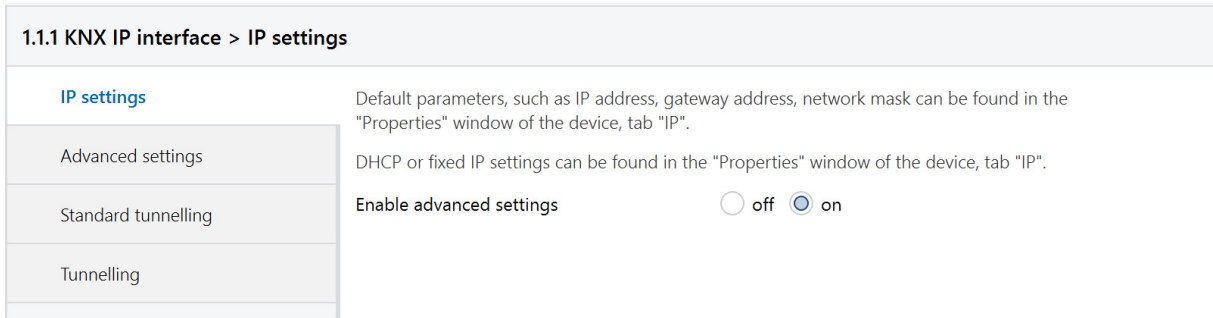 1.1.1 KNX IP interface > IP settings
IP settings
Advanced settings
Standard tunnelling
Tunnelling
Default parameters, such as IP address, gateway address, network mask can be found in the
"Properties" window of the device, tab "IP".
DHCP or fixed IP settings can be found in the "Properties" window of the device, tab "IP".
Enable advanced settings off on